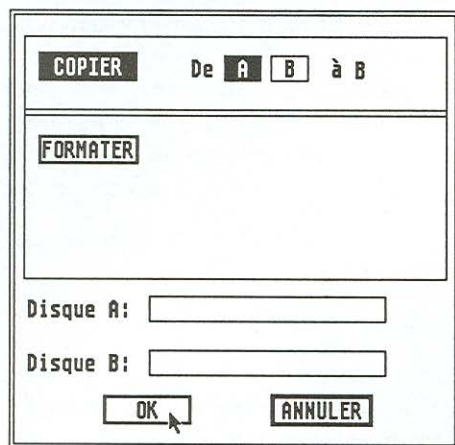 COPIER De A B à B
FORMATER
Disque A:
Disque B:
OK ANNULER